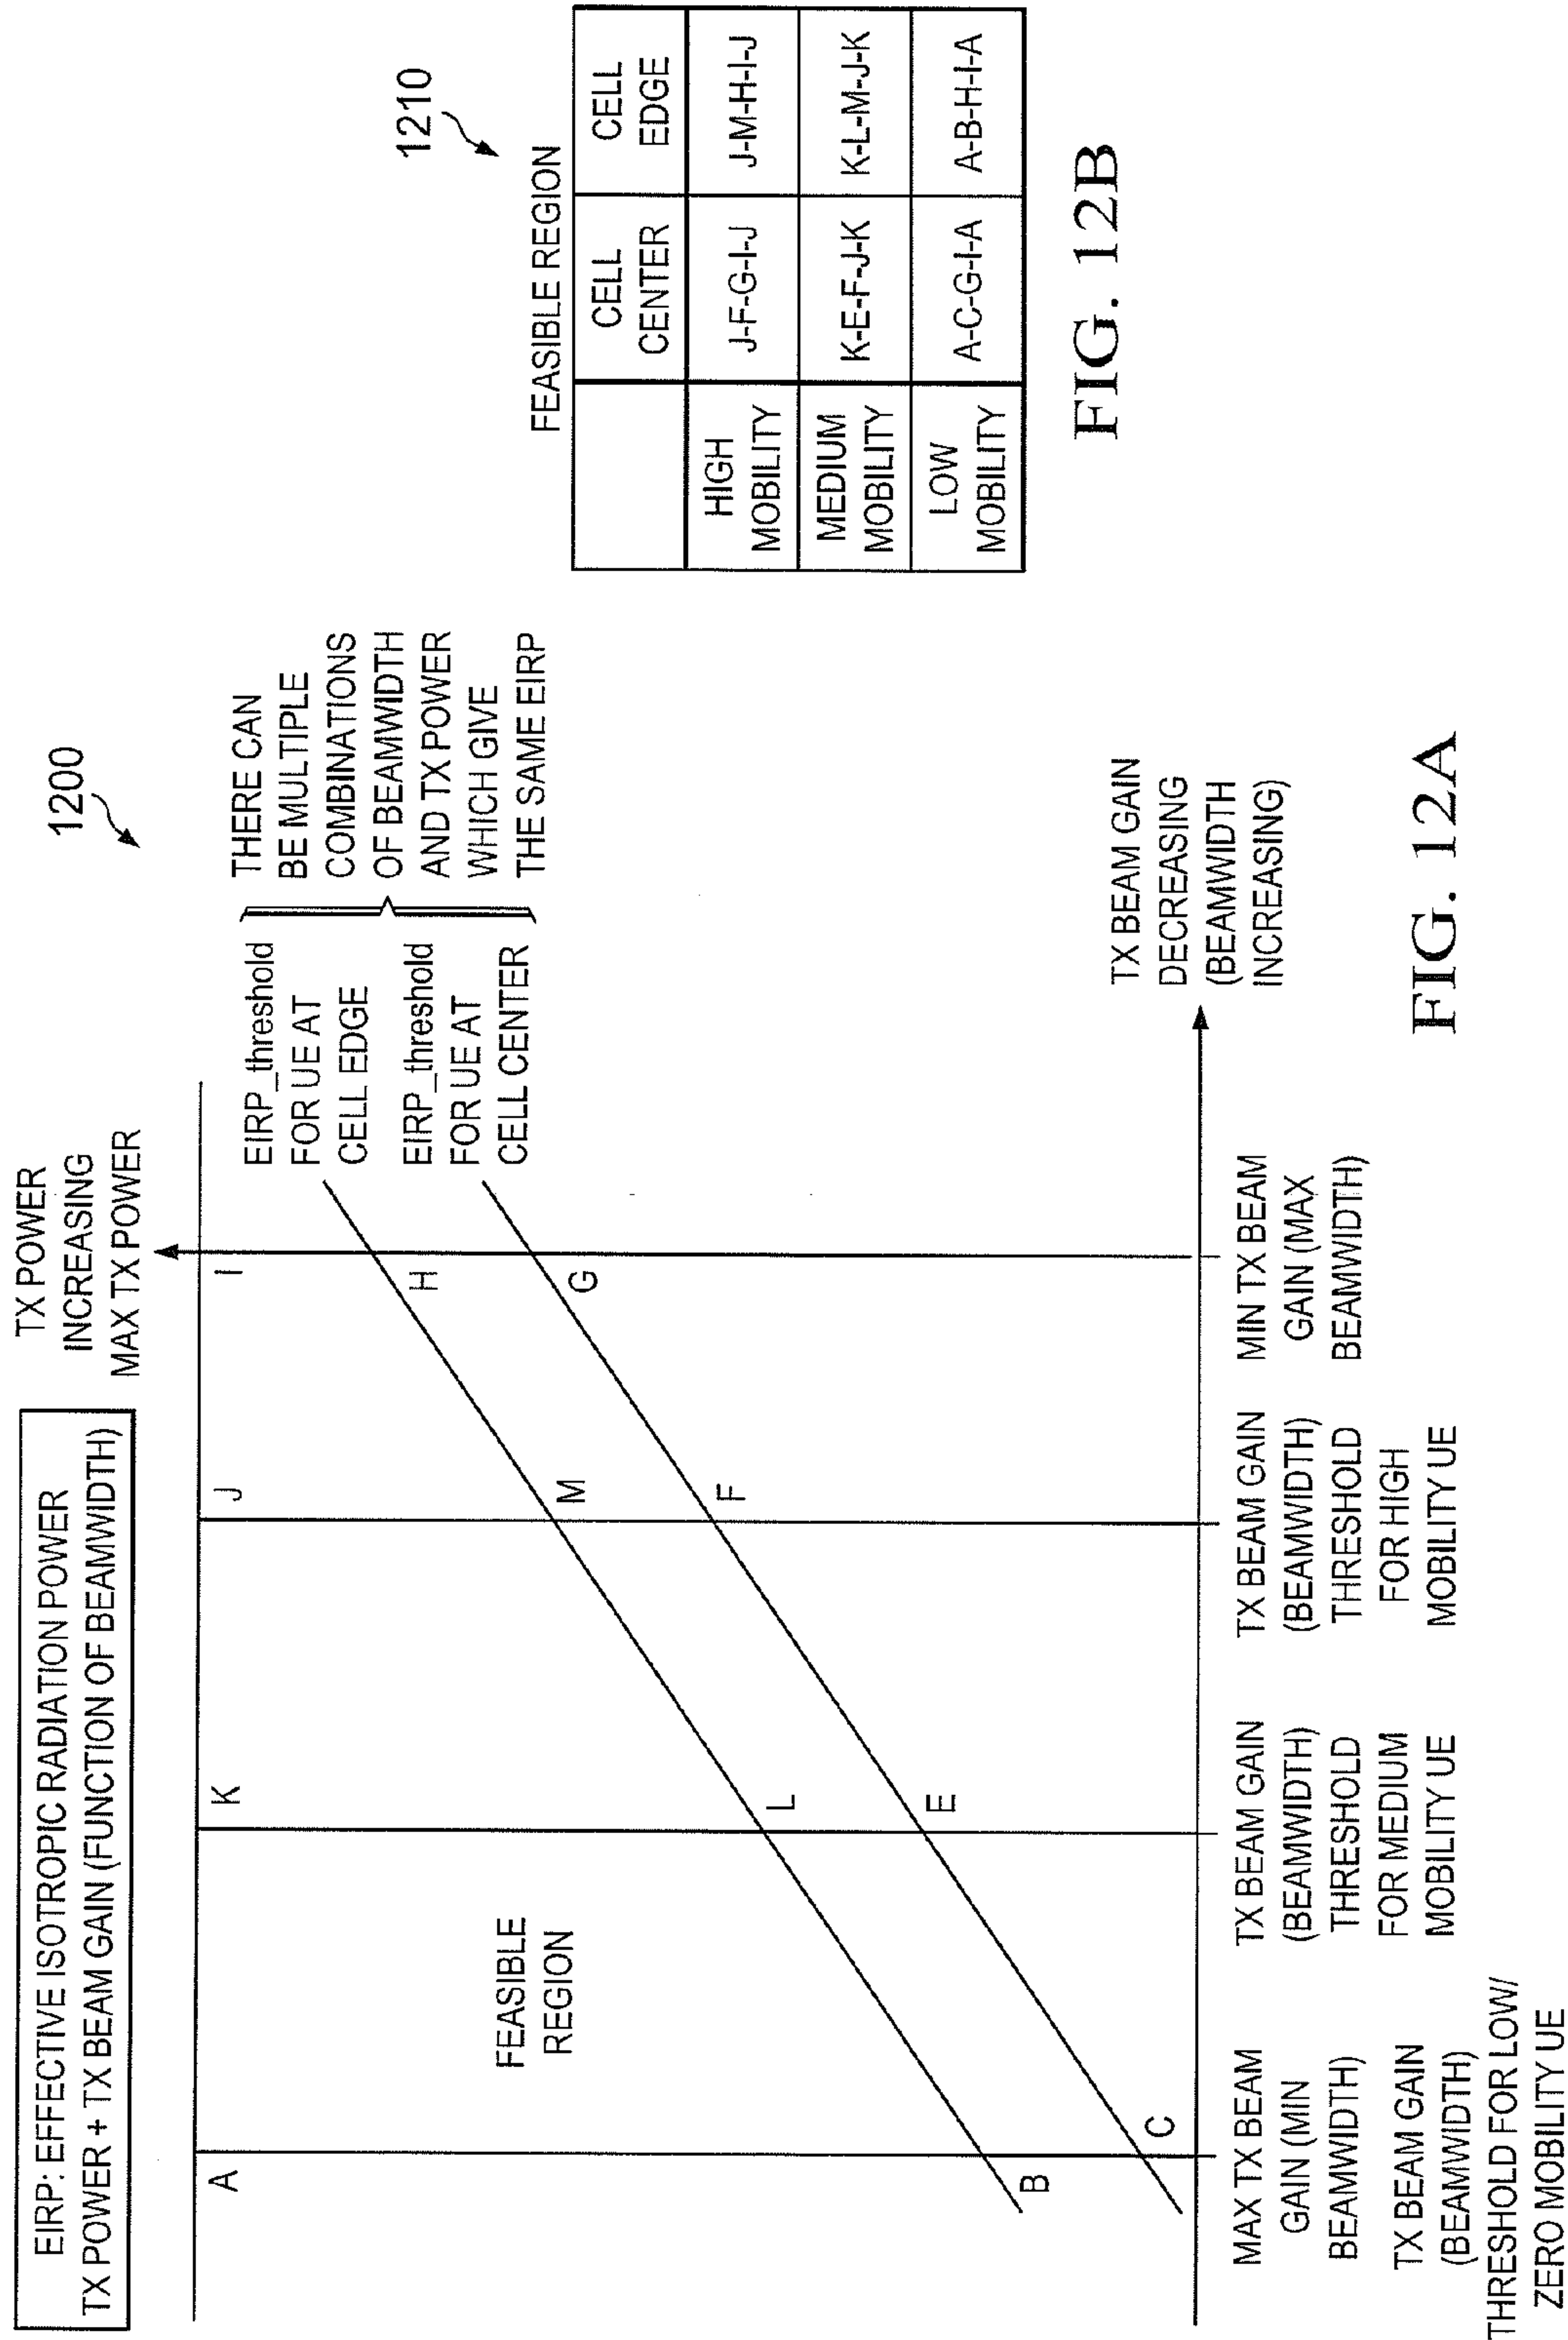 EIRP: EFFECTIVE ISOTROPIC RADIATION POWER
TX POWER + TX BEAM GAIN (FUNCTION OF BEAMWIDTH)
TX POWER
INCREASING
MAX TX POWER
1200
A
K
J
I
EIRP_threshold
FOR UE AT
CELL EDGE
EIRP_threshold
FOR UE AT
CELL CENTER
THERE CAN
BE MULTIPLE
COMBINATIONS
OF BEAMWIDTH
AND TX POWER
WHICH GIVE
THE SAME EIRP
H
G
M
F
FEASIBLE
REGION
L
E
B
C
MAX TX BEAM
GAIN (MIN
BEAMWIDTH)
TX BEAM GAIN
(BEAMWIDTH)
THRESHOLD FOR LOW/
ZERO MOBILITY UE
TX BEAM GAIN
(BEAMWIDTH)
THRESHOLD
FOR MEDIUM
MOBILITY UE
TX BEAM GAIN
(BEAMWIDTH)
THRESHOLD
FOR HIGH
MOBILITY UE
MIN TX BEAM
GAIN (MAX
BEAMWIDTH)
TX BEAM GAIN
DECREASING
(BEAMWIDTH
INCREASING)
FIG. 12A
1210
FEASIBLE REGION
CELL
CENTER
CELL
EDGE
HIGH
MOBILITY
J-F-G-I-J
J-M-H-I-J
MEDIUM
MOBILITY
K-E-F-J-K
K-L-M-J-K
LOW
MOBILITY
A-C-G-I-A
A-B-H-I-A
FIG. 12B